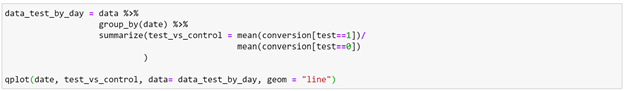 data_test_by_day = data %>%
group_by(date) %>%
summarize(test_vs_control = mean(conversion[test==1])/
mean(conversion[test==0])
)
qplot(date, test_vs_control, data= data_test_by_day, geom = "line")